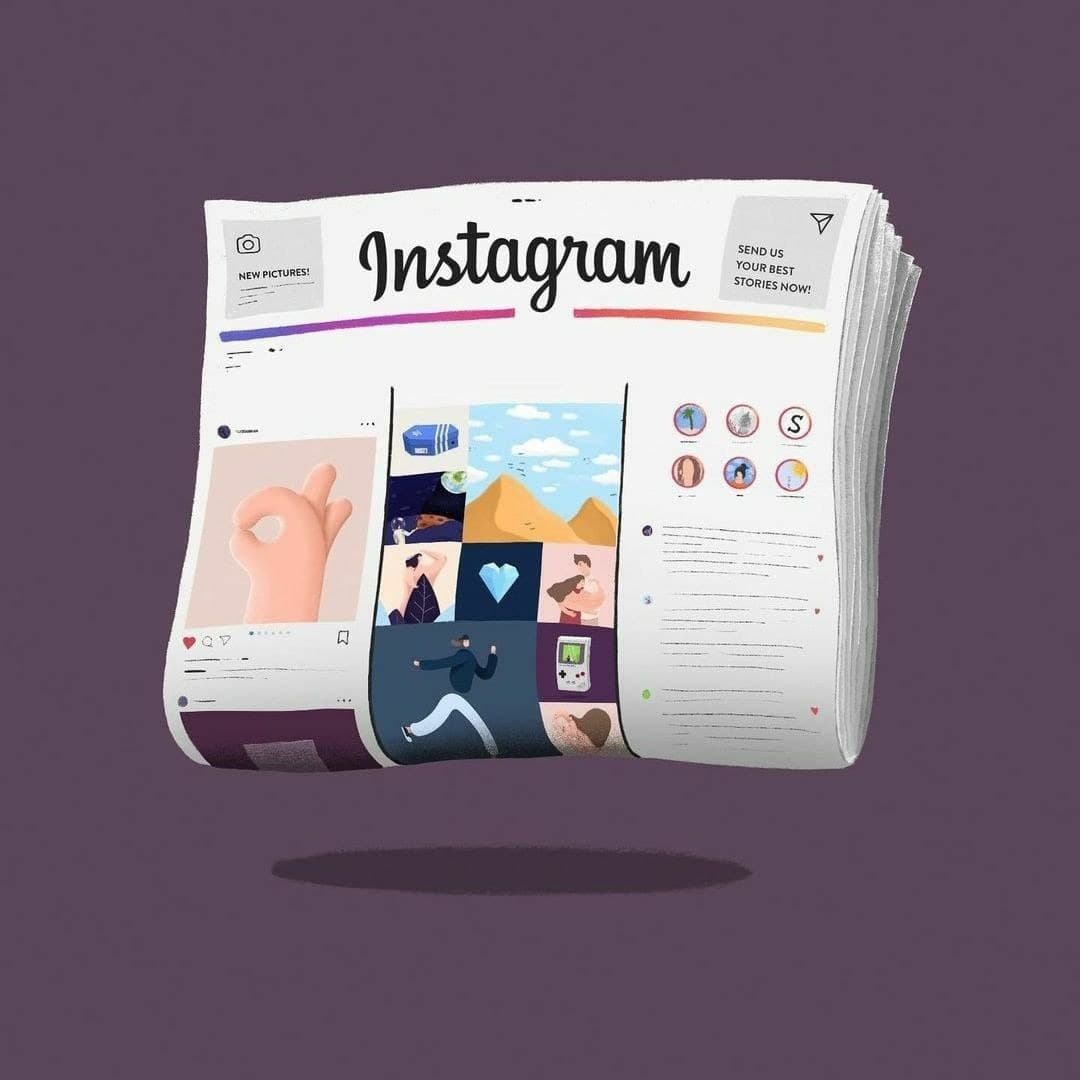 Instagram
NEW PICTURES!
SEND US
YOUR BEST
STORIES NOW!
S